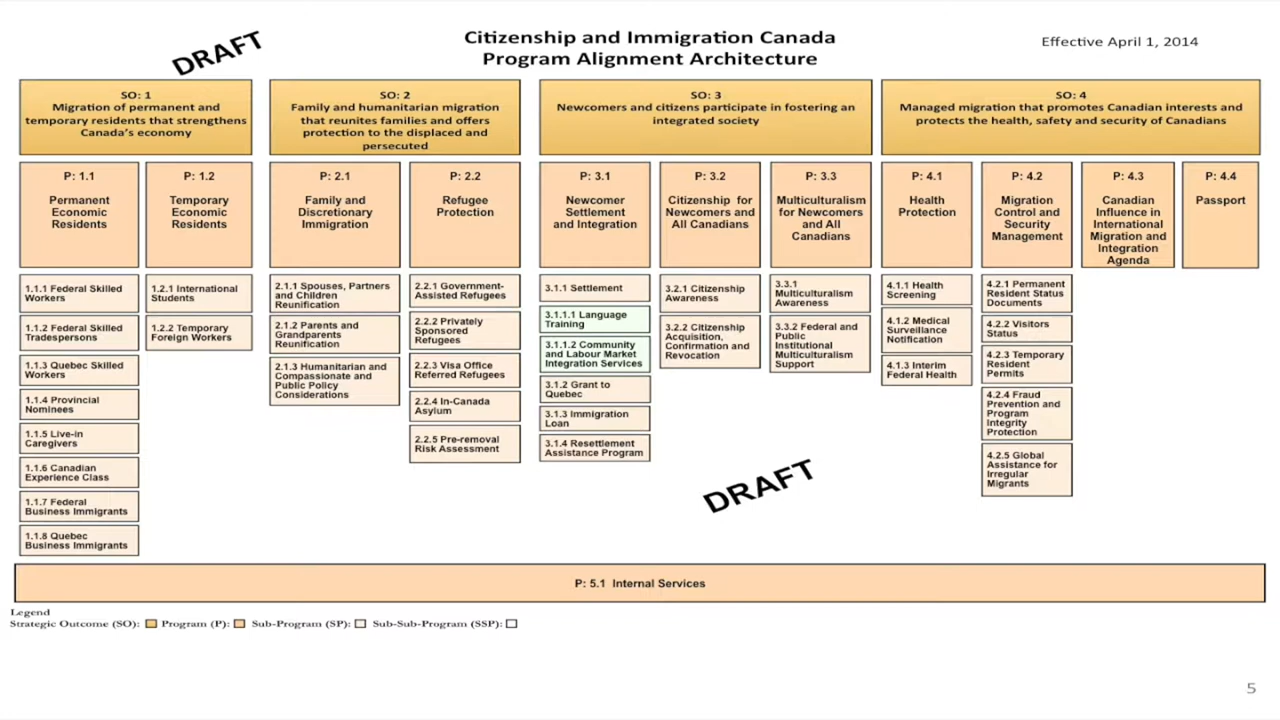 DRAFT
Citizenship and Immigration Canada
Program Alignment Architecture
Effective April 1, 2014
SO: 1
Migration of permanent and
temporary residents that strengthens
Canada's economy
SO: 2
Family and humanitarian migration
that reunites families and offers
protection to the displaced and
persecuted
SO: 3
Newcomers and citizens participate in fostering an
integrated society
SO: 4
Managed migration that promotes Canadian interests and
protects the health, safety and security of Canadians
P: 1.1
Permanent
Economic
Residents
P: 1.2
Temporary
Economic
Residents
P: 2.1
Family and
Discretionary
Immigration
P: 2.2
Refugee
Protection
P: 3.1
Newcomer
Settlement
and Integration
P: 3.2
Citizenship for
Newcomers and
All Canadians
P: 3.3
Multiculturalism
for Newcomers
and All
Canadians
P: 4.1
Health
Protection
P: 4.2
Migration
Control and
Security
Management
P: 4.3
Canadian
Influence in
International
Migration and
Integration
Agenda
P: 4.4
Passport
1.1.1 Federal Skilled
Workers
1.1.2 Federal Skilled
Tradespersons
1.1.3 Quebec Skilled
Workers
1.1.4 Provincial
Nominees
1.1.5 Live-in
Caregivers
1.1.6 Canadian
Experience Class
1.1.7 Federal
Business Immigrants
1.1.8 Quebec
Business Immigrants
1.2.1 International
Students
1.2.2 Temporary
Foreign Workers
2.1.1 Spouses, Partners
and Children
Reunification
2.1.2 Parents and
Grandparents
Reunification
2.1.3 Humanitarian and
Compassionate and
Public Policy
Considerations
2.2.1 Government-
Assisted Refugees
2.2.2 Privately
Sponsored
Refugees
2.2.3 Visa Office
Referred Refugees
2.2.4 In-Canada
Asylum
2.2.5 Pre-removal
Risk Assessment
3.1.1 Settlement
3.1.1.1 Language
Training
3.1.1.2 Community
and Labour Market
Integration Services
3.1.2 Grant to
Quebec
3.1.3 Immigration
Loan
3.1.4 Resettlement
Assistance Program
3.2.1 Citizenship
Awareness
3.2.2 Citizenship
Acquisition,
Confirmation and
Revocation
3.3.1
Multiculturalism
Awareness
3.3.2 Federal and
Public
Institutional
Multiculturalism
Support
4.1.1 Health
Screening
4.1.2 Medical
Surveillance
Notification
4.1.3 Interim
Federal Health
4.2.1 Permanent
Resident Status
Documents
4.2.2 Visitors
Status
4.2.3 Temporary
Resident
Permits
4.2.4 Fraud
Prevention and
Program
Integrity
Protection
4.2.5 Global
Assistance for
Irregular
Migrants
DRAFT
P: 5.1 Internal Services
Legend
Strategic Outcome (SO): Program (P): Sub-Program (SP): Sub-Sub-Program (SSP):
5